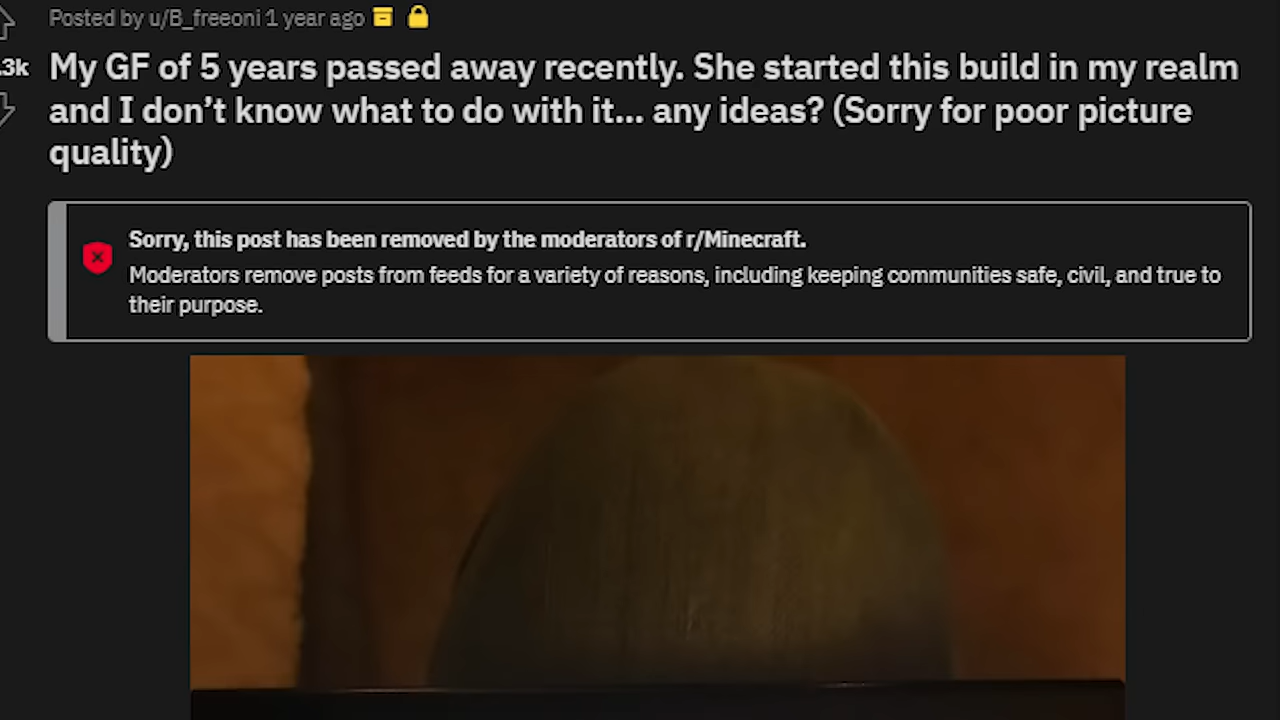 Posted by u/B_freeoni 1 year ago
.3k
My GF of 5 years passed away recently. She started this build in my realm
and I don’t know what to do with it... any ideas? (Sorry for poor picture
quality)
Sorry, this post has been removed by the moderators of r/Minecraft.
Moderators remove posts from feeds for a variety of reasons, including keeping communities safe, civil, and true to
their purpose.